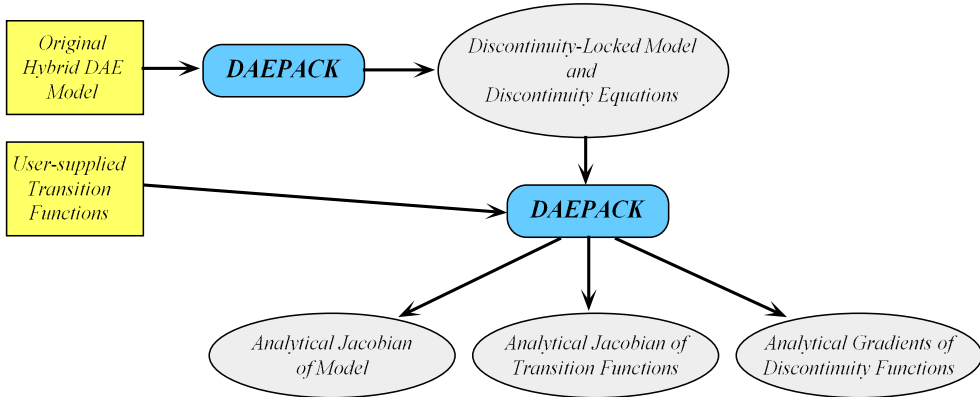 Original
Hybrid DAE
Model
DAEPACK
Discontinuity-Locked Model
and
Discontinuity Equations
User-supplied
Transition
Functions
DAEPACK
Analytical Jacobian
of Model
Analytical Jacobian of
Transition Functions
Analytical Gradients of
Discontinuity Functions